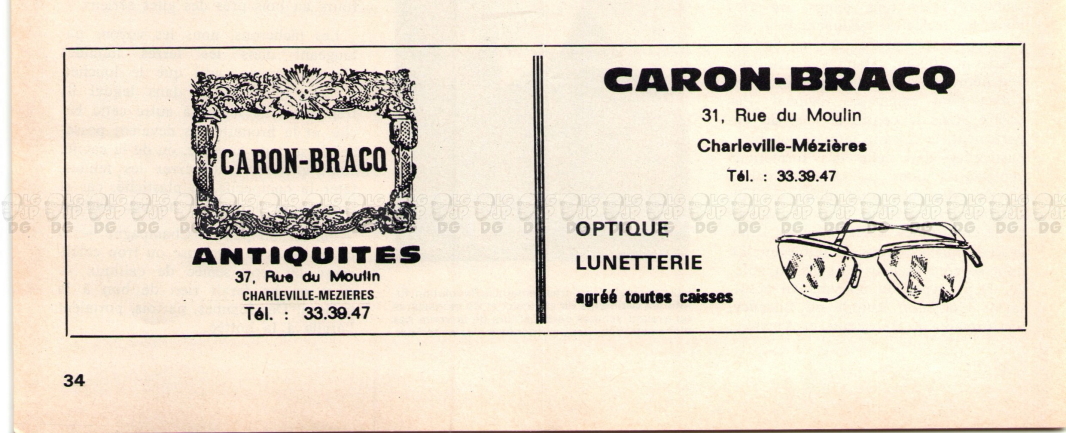 CARON-BRACQ
ANTIQUITES
37, Rue du Moulin
CHARLEVILLE-MEZIERES
Tél. : 33.39.47
CARON-BRACQ
31, Rue du Moulin
Charleville-Mézières
Tél. : 33.39.47
OPTIQUE
LUNETTERIE
agréé toutes caisses
34